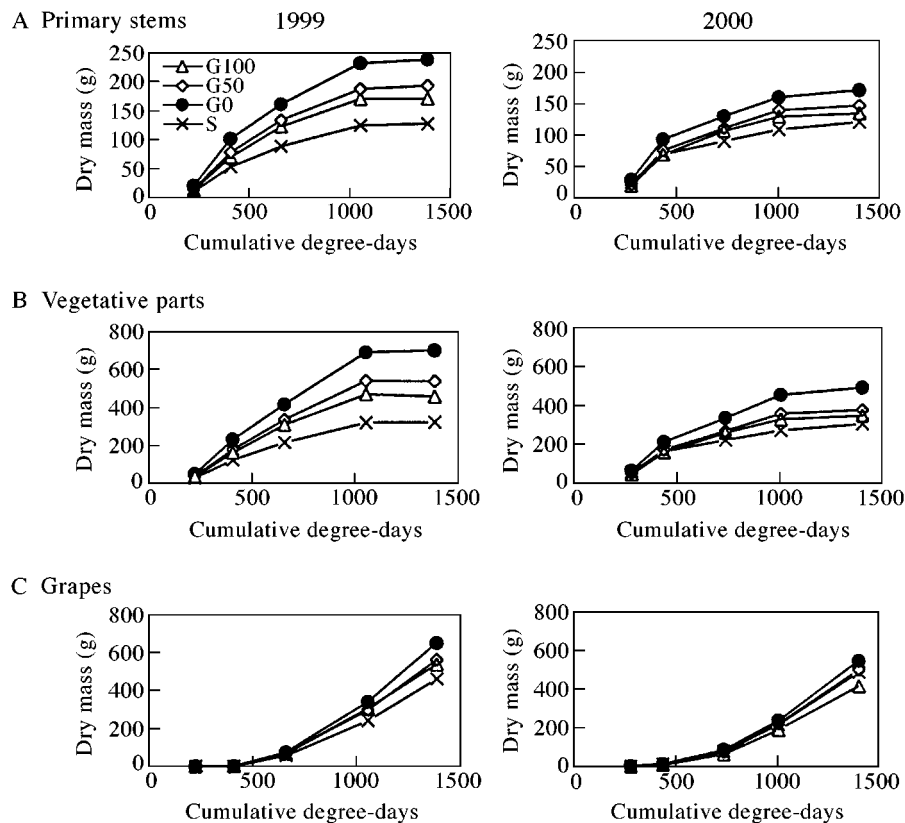 A Primary stems 1999 2000
250
200
150
100
50
0
Dry mass (g)
G100
G50
G0
S
0 500 1000 1500
Cumulative degree-days
250
200
150
100
50
0
Dry mass (g)
0 500 1000 1500
Cumulative degree-days
B Vegetative parts
800
600
400
200
0
Dry mass (g)
0 500 1000 1500
Cumulative degree-days
800
600
400
200
0
Dry mass (g)
0 500 1000 1500
Cumulative degree-days
C Grapes
800
600
400
200
0
Dry mass (g)
0 500 1000 1500
Cumulative degree-days
800
600
400
200
0
Dry mass (g)
0 500 1000 1500
Cumulative degree-days